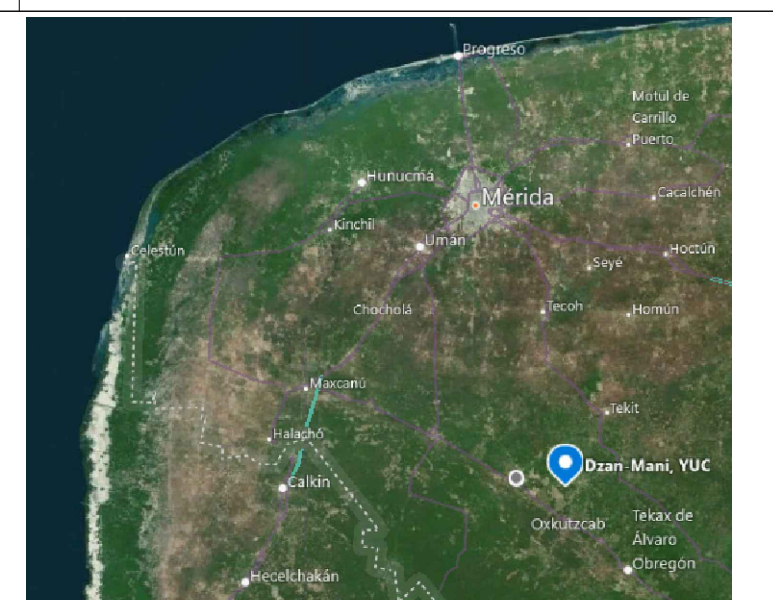 Progreso
Motul de
Carrillo
Puerto
Hunucmá
Mérida
Cacalchén
Kinchil
Umán
Celestún
Hoctún
Seyé
Chocholá
Tecoh
Homún
Maxcanú
Tekit
Halachó
Dzan-Mani, YUC
Calkin
Oxkutzcab
Tekax de
Álvaro
Obregón
Hecelchakán